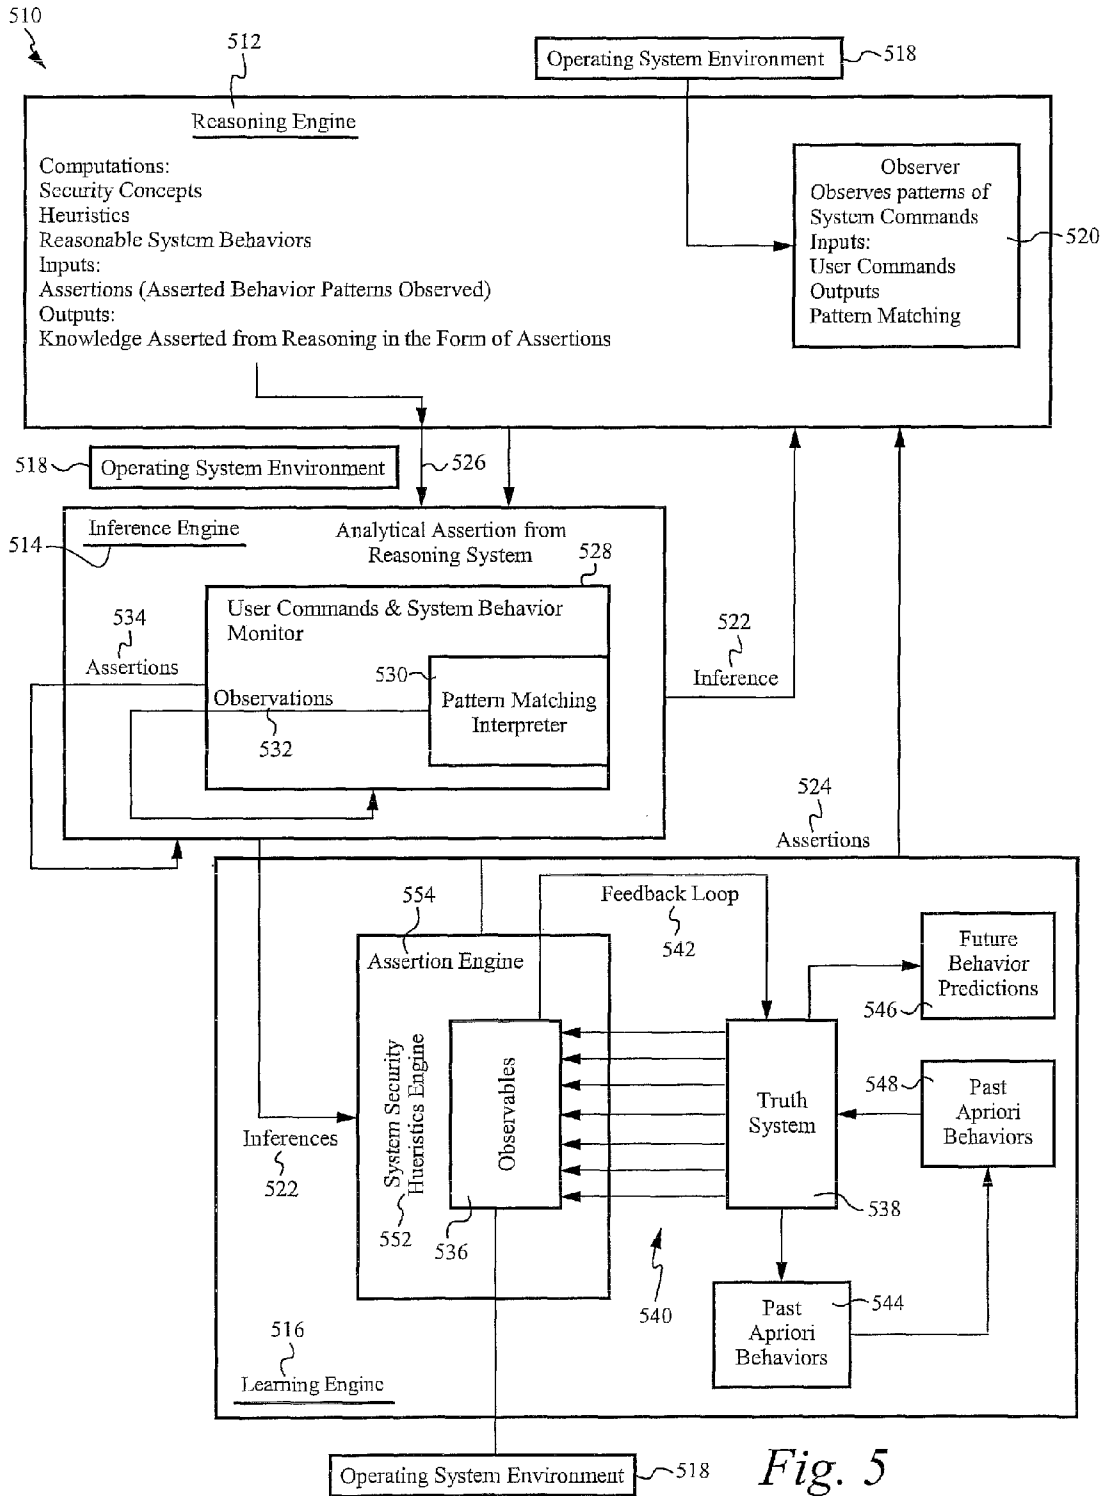 510
512
Operating System Environment
518
Reasoning Engine
Computations:
Security Concepts
Heuristics
Reasonable System Behaviors
Inputs:
Assertions (Asserted Behavior Patterns Observed)
Outputs:
Knowledge Asserted from Reasoning in the Form of Assertions
Observer
Observes patterns of
System Commands
Inputs:
User Commands
Outputs
Pattern Matching
520
518
Operating System Environment
526
Inference Engine
514
Analytical Assertion from
Reasoning System
528
User Commands & System Behavior
Monitor
534
Assertions
530
Pattern Matching
Interpreter
Observations
532
522
Inference
524
Assertions
554
Assertion Engine
Feedback Loop
542
Future
Behavior
Predictions
546
System Security
Hueristics Engine
552
Observables
536
Truth
System
538
548
Past
Apriori
Behaviors
Inferences
522
540
Past
Apriori
Behaviors
544
516
Learning Engine
Operating System Environment
518
Fig. 5